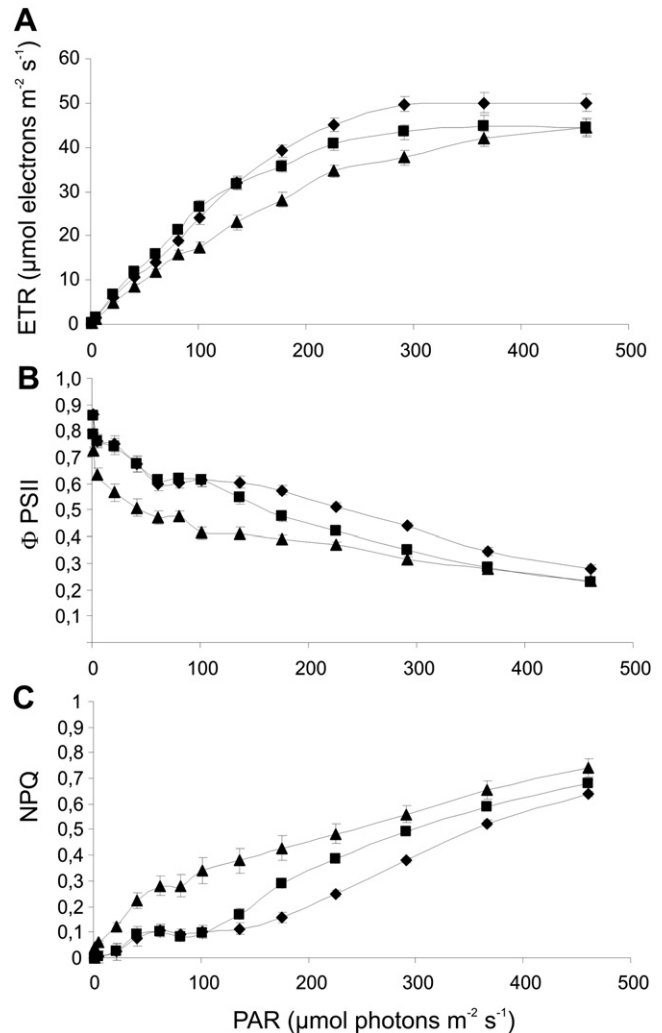 A
ETR (µmol electrons m⁻² s⁻¹)
60
50
40
30
20
10
0
0 100 200 300 400 500
B
Φ PSII
1,0
0,9
0,8
0,7
0,6
0,5
0,4
0,3
0,2
0,1
0 100 200 300 400 500
C
NPQ
1
0,9
0,8
0,7
0,6
0,5
0,4
0,3
0,2
0,1
0
0 100 200 300 400 500
PAR (µmol photons m⁻² s⁻¹)